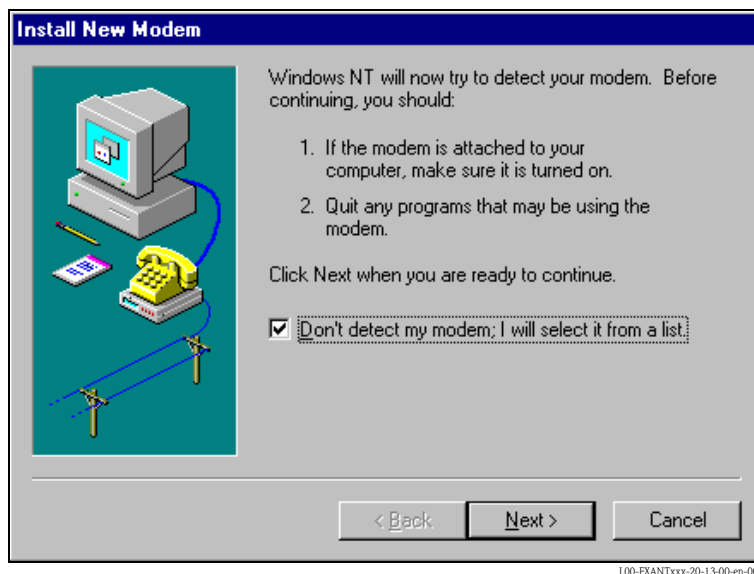 Install New Modem
Windows NT will now try to detect your modem. Before
continuing, you should:
1. If the modem is attached to your
computer, make sure it is turned on.
2. Quit any programs that may be using the
modem.
Click Next when you are ready to continue.
Don't detect my modem; I will select it from a list.
< Back
Next >
Cancel